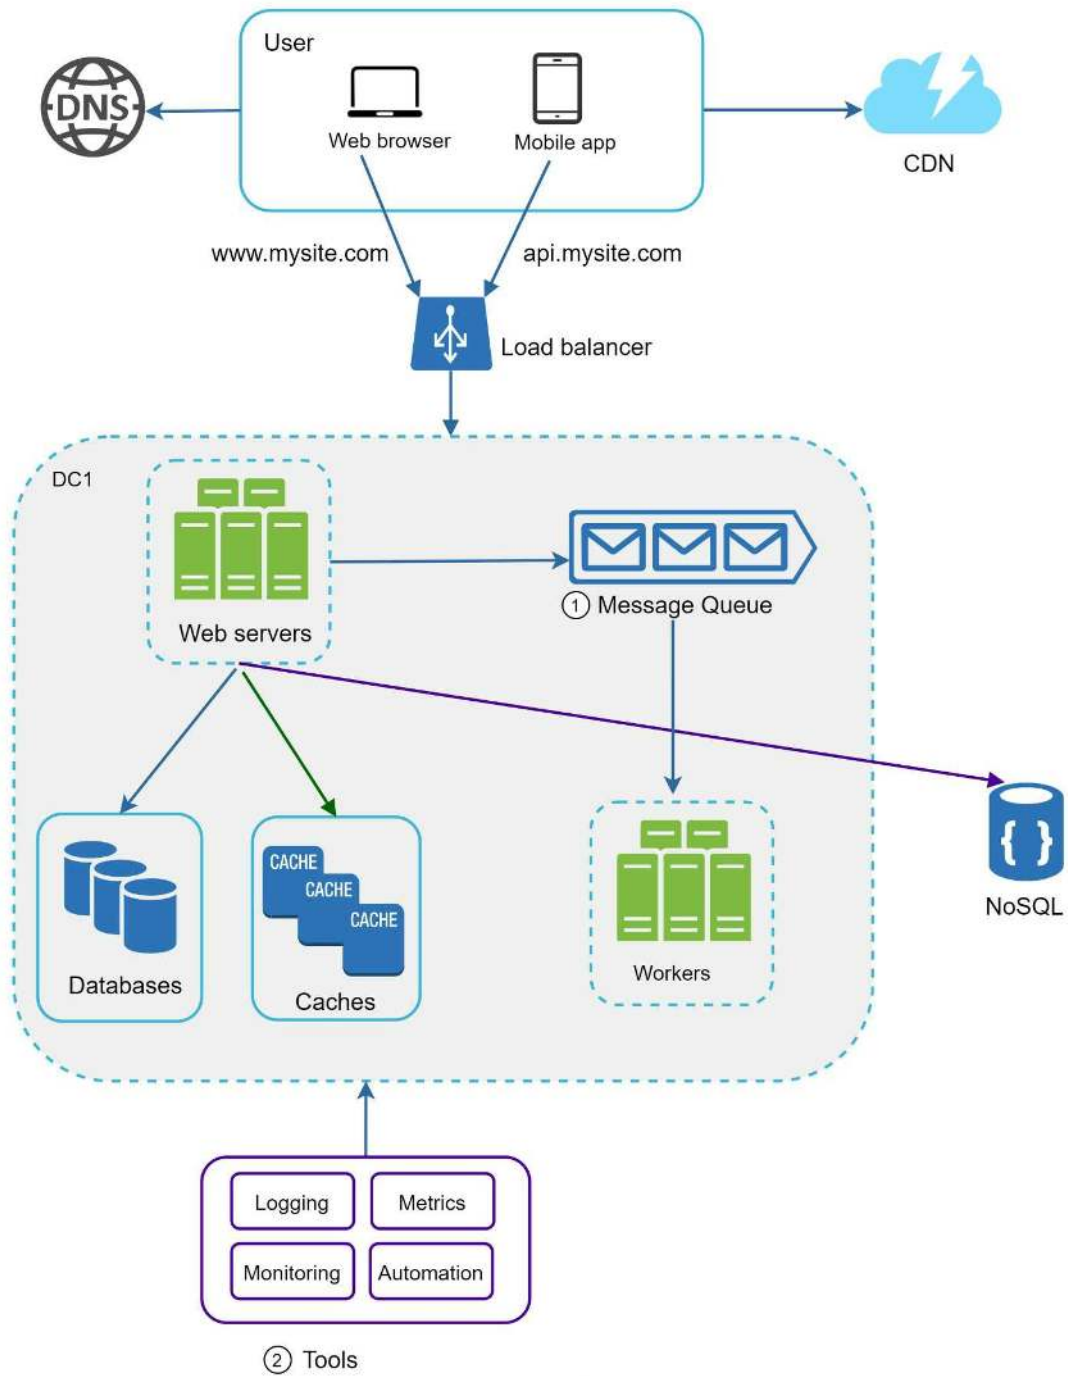 User
DNS
Web browser
Mobile app
CDN
www.mysite.com
api.mysite.com
Load balancer
DC1
Web servers
1 Message Queue
CACHE
CACHE
CACHE
Databases
Caches
Workers
{ }
NoSQL
Logging
Metrics
Monitoring
Automation
2 Tools